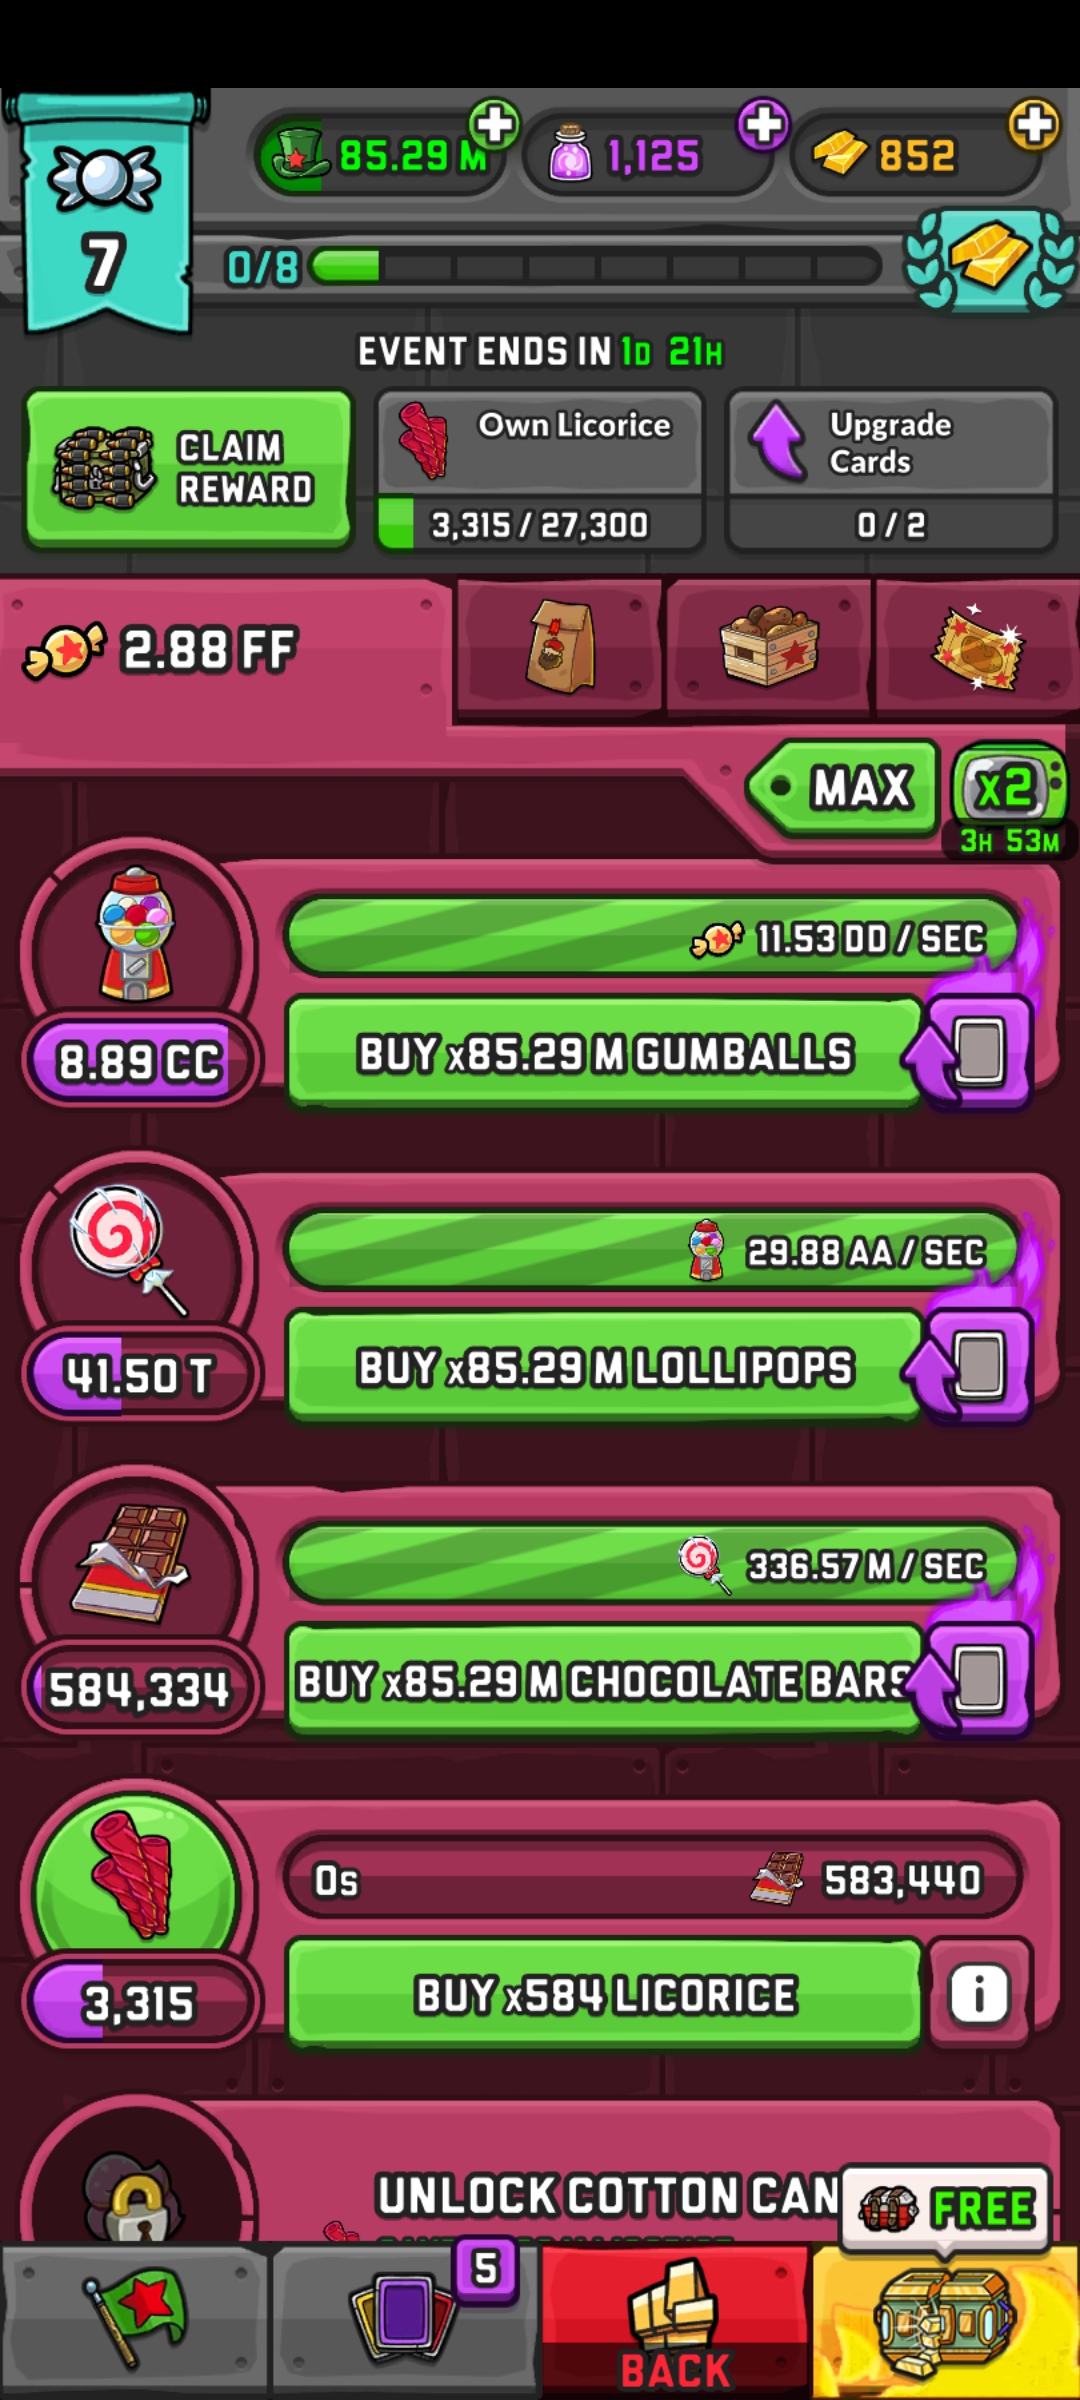 85.29 M
1,125
852
7
0/8
EVENT ENDS IN 1D 21H
CLAIM
REWARD
Own Licorice
3,315 / 27,300
Upgrade
Cards
0 / 2
2.88 FF
MAX
x2
3H 53M
11.53 DD / SEC
8.89 CC
BUY x85.29 M GUMBALLS
29.88 AA / SEC
41.50 T
BUY x85.29 M LOLLIPOPS
336.57 M / SEC
584,334
BUY x85.29 M CHOCOLATE BARS
0s
583,440
3,315
BUY x584 LICORICE
i
UNLOCK COTTON CAN
FREE
5
BACK